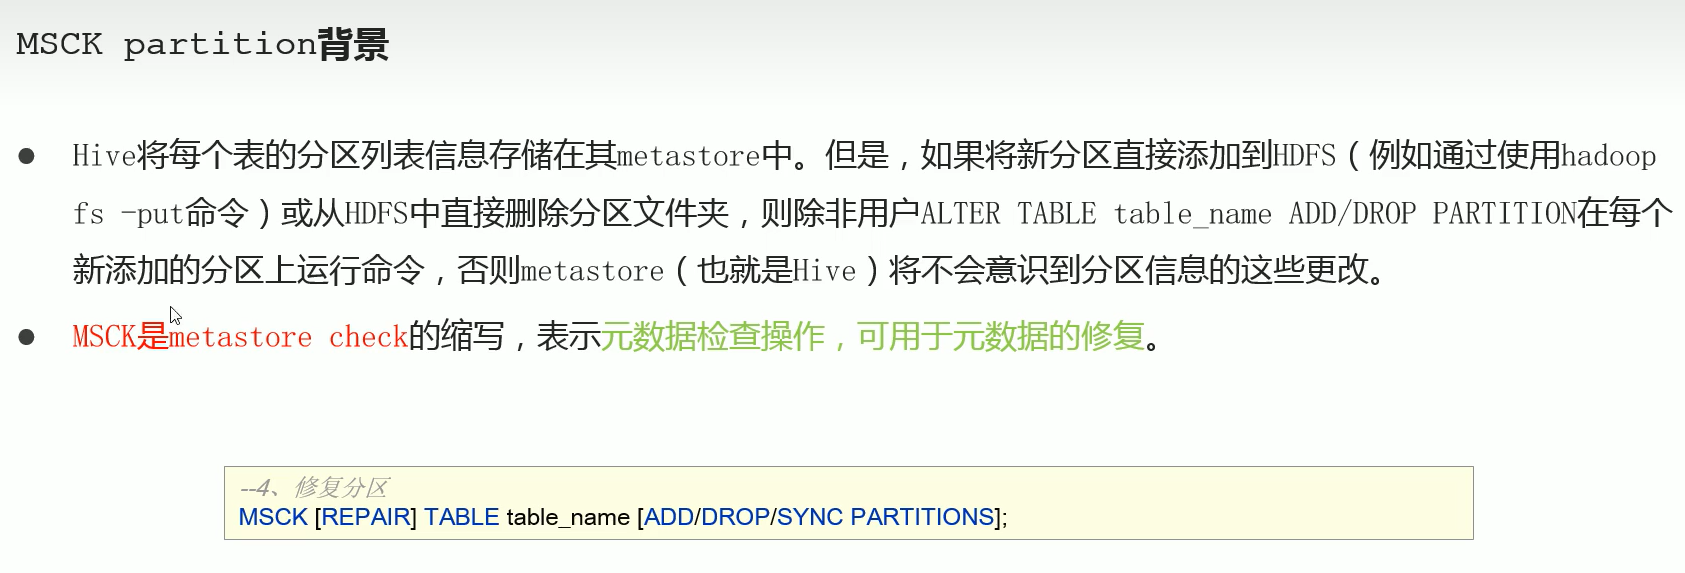 MSCK partition背景
Hive将每个表的分区列表信息存储在其metastore中。但是，如果将新分区直接添加到HDFS（例如通过使用hadoop
fs -put命令）或从HDFS中直接删除分区文件夹，则除非用户ALTER TABLE table_name ADD/DROP PARTITION在每个
新添加的分区上运行命令，否则metastore（也就是Hive）将不会意识到分区信息的这些更改。
MSCK是metastore check的缩写，表示元数据检查操作，可用于元数据的修复。
--4、修复分区
MSCK [REPAIR] TABLE table_name [ADD/DROP/SYNC PARTITIONS];